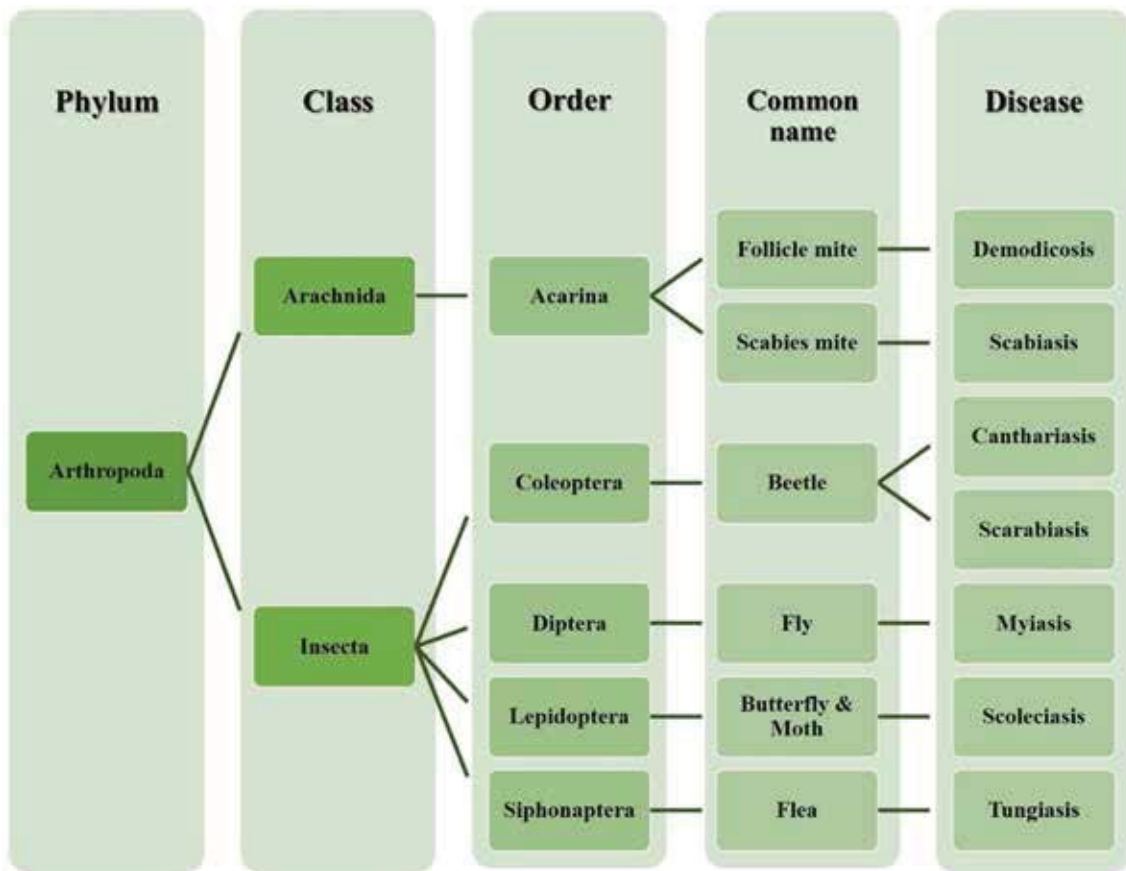 Phylum
Class
Order
Common
name
Disease
Follicle mite
Demodicosis
Arachnida
Acarina
Scabies mite
Scabiasis
Arthropoda
Coleoptera
Beetle
Canthariasis
Scarabiasis
Insecta
Diptera
Fly
Myiasis
Lepidoptera
Butterfly &
Moth
Scoleciasis
Siphonaptera
Flea
Tungiasis